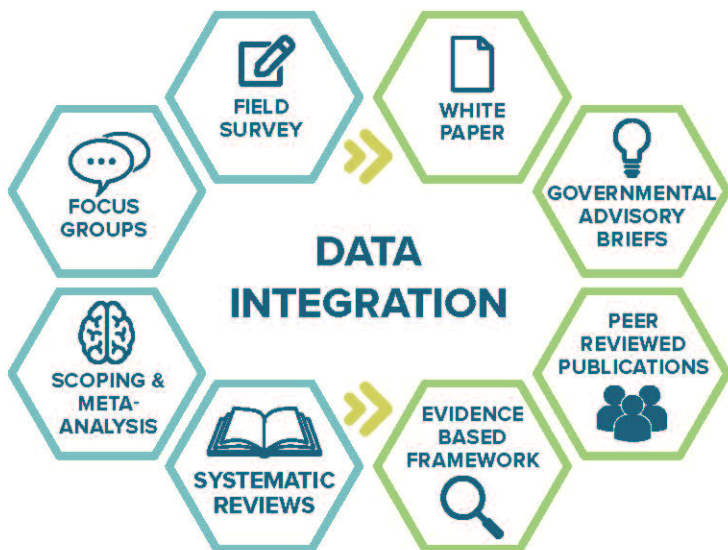 FIELD
SURVEY
WHITE
PAPER
FOCUS
GROUPS
GOVERNMENTAL
ADVISORY
BRIEFS
DATA
INTEGRATION
SCOPING &
META-
ANALYSIS
PEER
REVIEWED
PUBLICATIONS
SYSTEMATIC
REVIEWS
EVIDENCE
BASED
FRAMEWORK